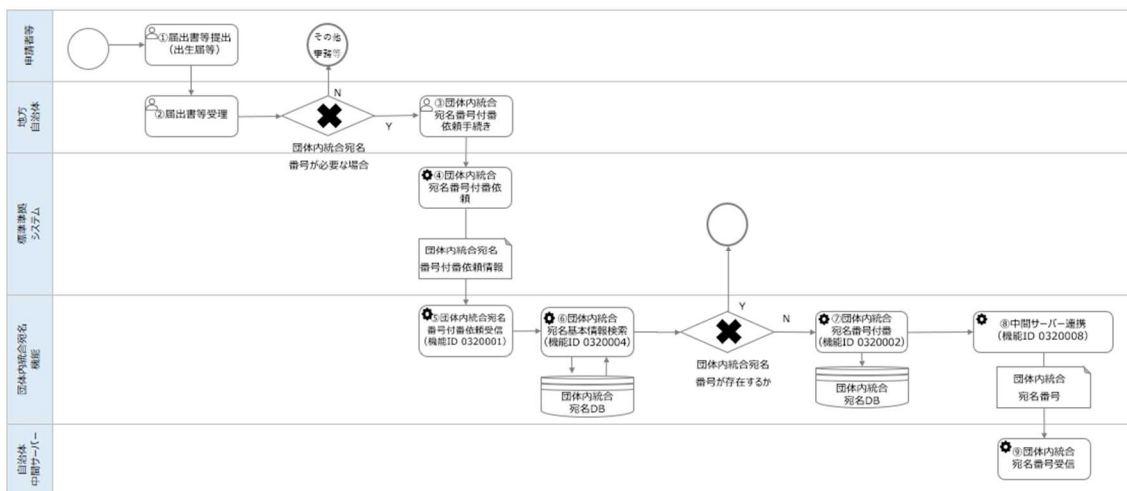 申請者等
①届出書等提出
（出生届等）
その他
事務等
地方
自治体
②届出書等受理
N
Y
団体内統合宛名
番号が必要な場合
③団体内統合
宛名番号付番
依頼手続き
標準準拠
システム
④団体内統合
宛名番号付番依
頼
団体内統合宛名
番号付番依頼情報
団体内統合宛名
機能
⑤団体内統合宛名
番号付番依頼受信
（機能ID 0320001）
⑥団体内統合
宛名基本情報検索
（機能ID 0320004）
団体内統合
宛名DB
Y
N
団体内統合宛名
番号が存在するか
⑦団体内統合
宛名番号付番
（機能ID 0320002）
団体内統合
宛名DB
⑧中間サーバー連携
（機能ID 0320008）
団体内統合
宛名番号
自治体
中間サーバー
⑨団体内統合
宛名番号受信